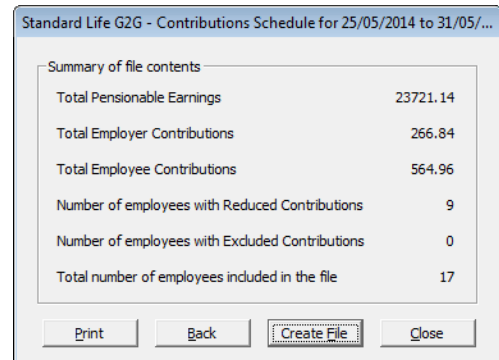 Standard Life G2G - Contributions Schedule for 25/05/2014 to 31/05/...
Summary of file contents
Total Pensionable Earnings 23721.14
Total Employer Contributions 266.84
Total Employee Contributions 564.96
Number of employees with Reduced Contributions 9
Number of employees with Excluded Contributions 0
Total number of employees included in the file 17
Print Back Create File Close